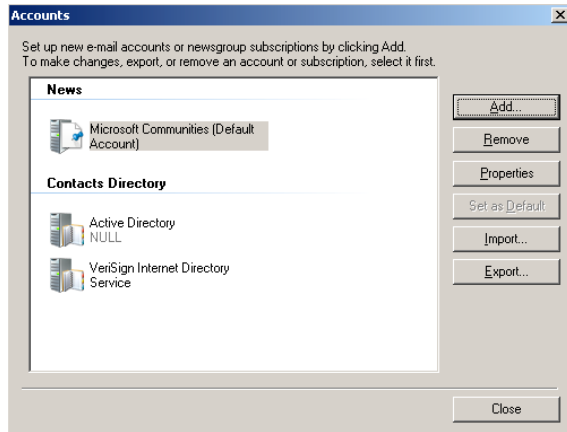 Accounts
Set up new e-mail accounts or newsgroup subscriptions by clicking Add.
To make changes, export, or remove an account or subscription, select it first.
News
Microsoft Communities (Default
Account)
Contacts Directory
Active Directory
NULL
VeriSign Internet Directory
Service
Add...
Remove
Properties
Set as Default
Import...
Export...
Close